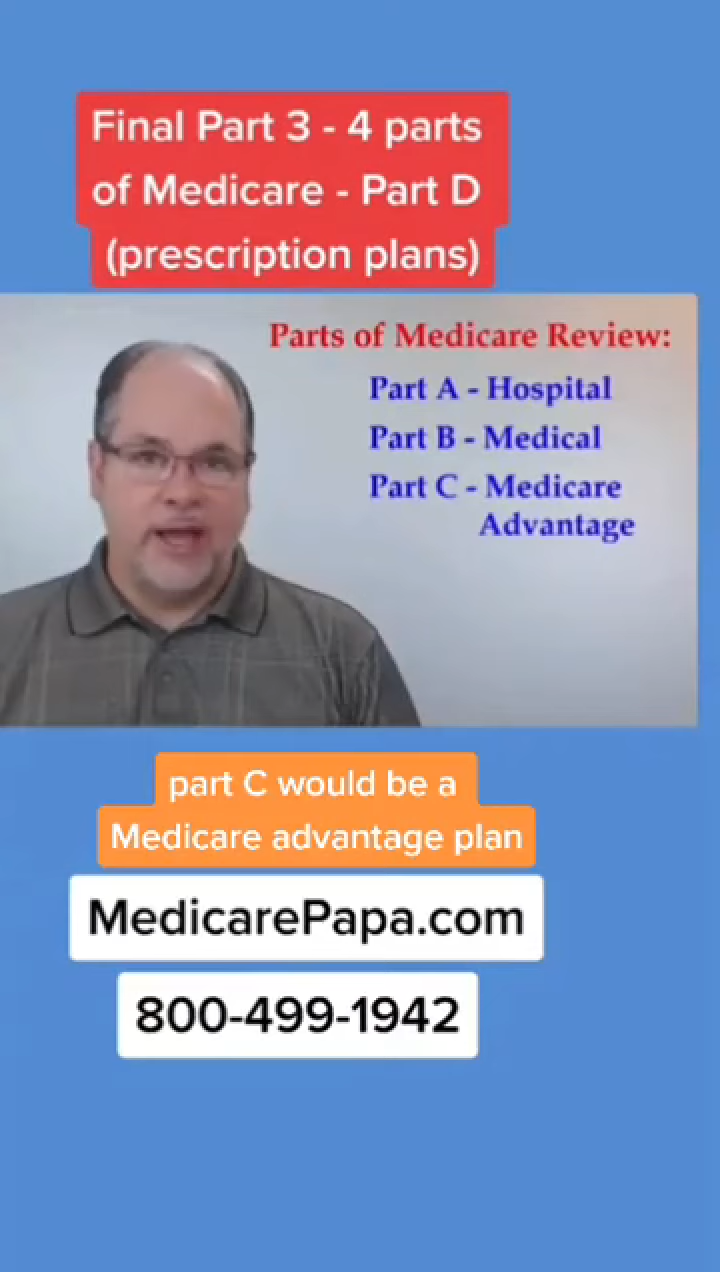 Final Part 3 - 4 parts
of Medicare - Part D
(prescription plans)
Parts of Medicare Review:
Part A - Hospital
Part B - Medical
Part C - Medicare
Advantage
part C would be a
Medicare advantage plan
MedicarePapa.com
800-499-1942